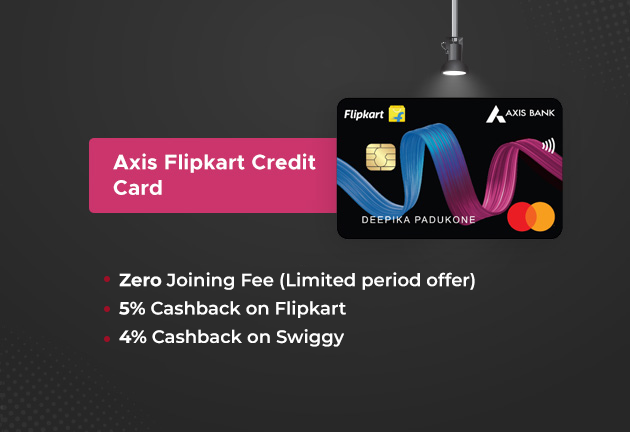 Flipkart
AXIS BANK
Axis Flipkart Credit
Card
DEEPIKA PADUKONE
Zero Joining Fee (Limited period offer)
5% Cashback on Flipkart
4% Cashback on Swiggy